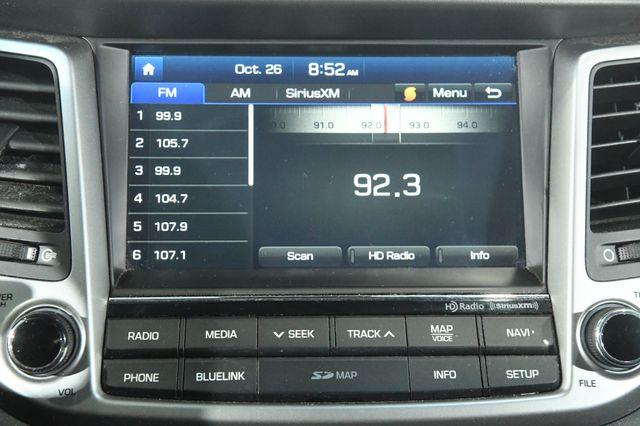 Oct. 26 8:52 AM
FM AM SiriusXM Menu
1 99.9
2 105.7
3 99.9
4 104.7
5 107.9
6 107.1
91.0 92.0 93.0 94.0
92.3
Scan HD Radio Info
HD Radio (SiriusXM)
RADIO MEDIA SEEK TRACK MAP VOICE NAVI
PHONE BLUELINK SD MAP INFO SETUP
VOL FILE